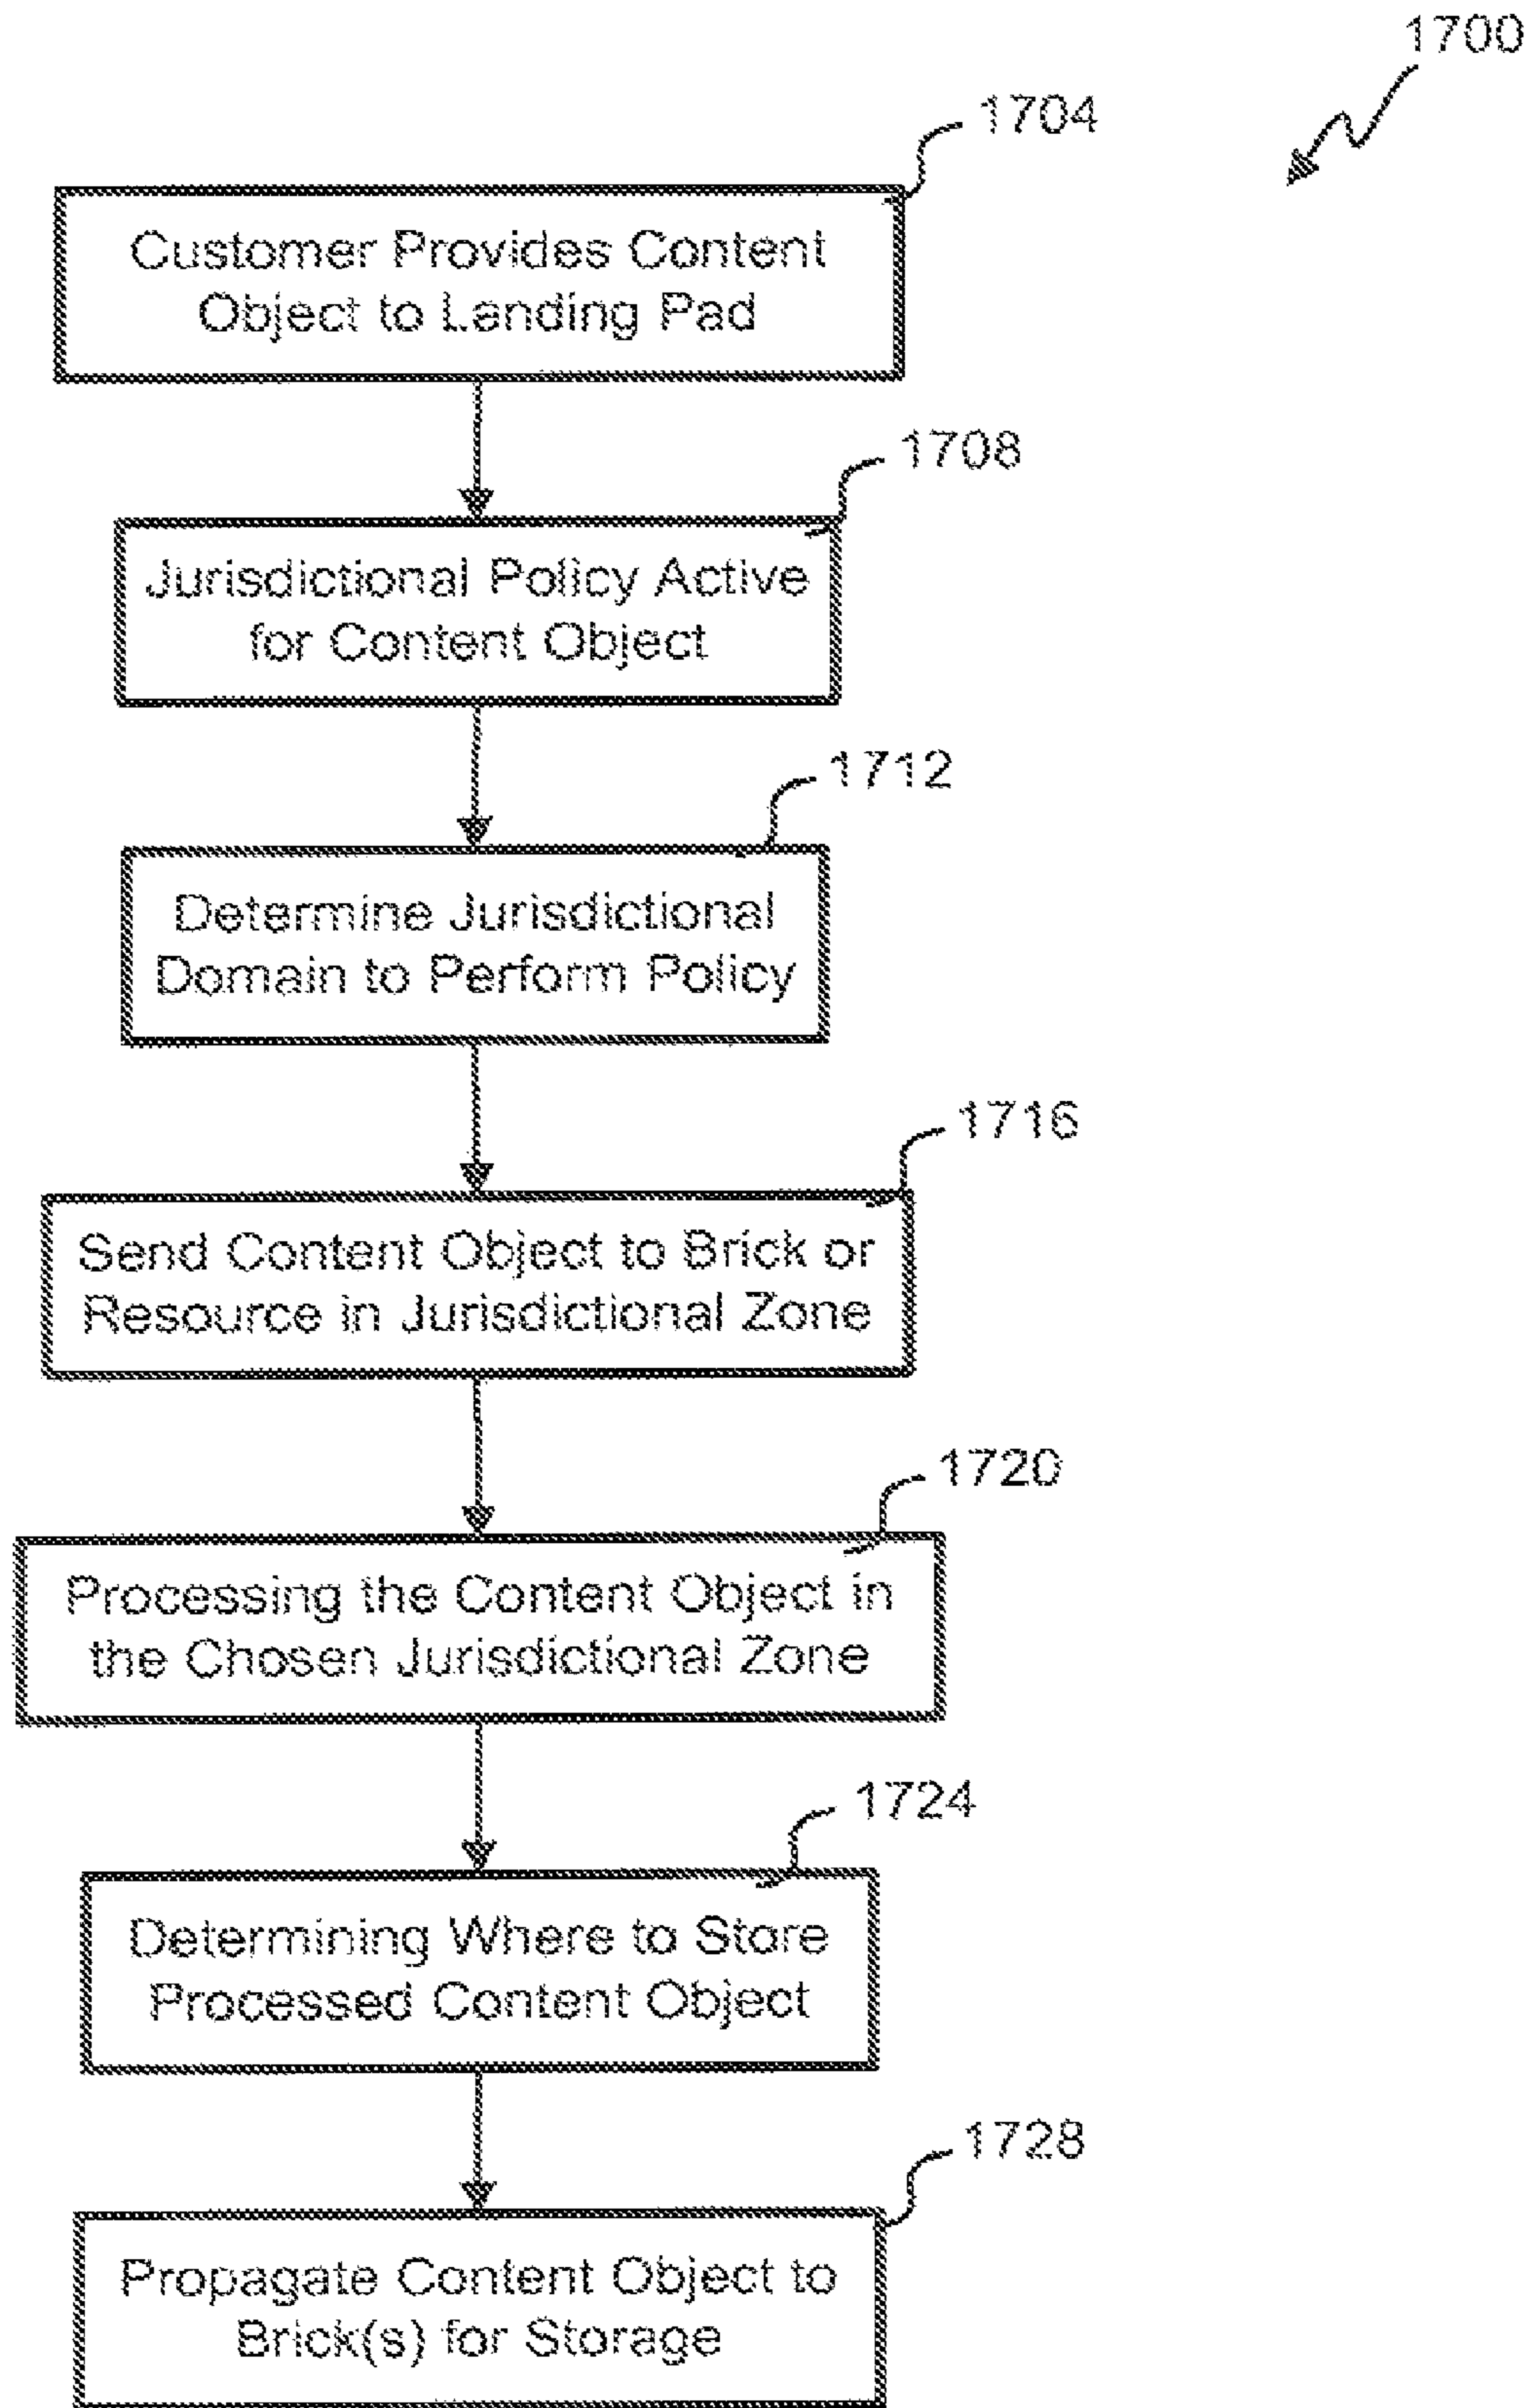 1700
1704
Customer Provides Content
Object to Landing Pad
1708
Jurisdictional Policy Active
for Content Object
1712
Determine Jurisdictional
Domain to Perform Policy
1716
Send Content Object to Brick or
Resource in Jurisdictional Zone
1720
Processing the Content Object in
the Chosen Jurisdictional Zone
1724
Determining Where to Store
Processed Content Object
1728
Propagate Content Object to
Brick(s) for Storage